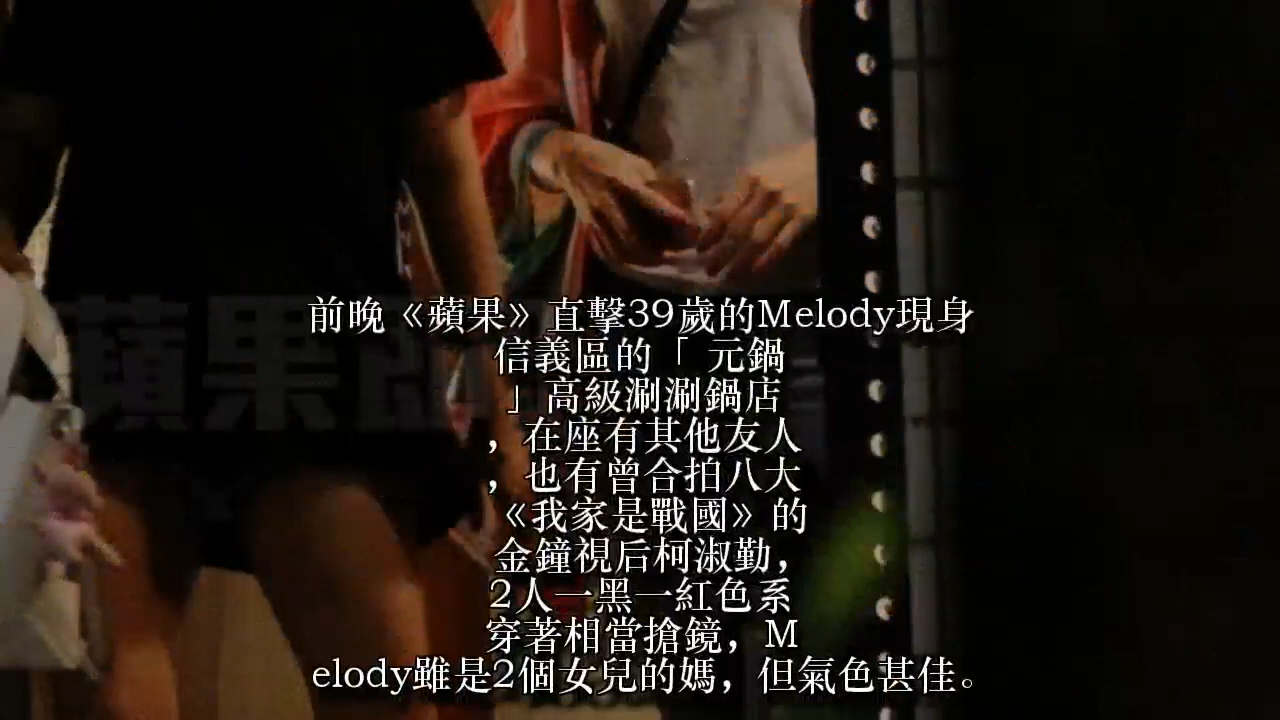 前晚《蘋果》直擊39歲的Melody現身
信義區的「 元鍋
」高級涮涮鍋店
，在座有其他友人
，也有曾合拍八大
《我家是戰國》的
金鐘視后柯淑勤，
2人一黑一紅色系
穿著相當搶鏡，M
elody雖是2個女兒的媽，但氣色甚佳。
蘋果